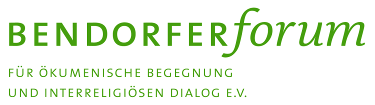 BENDORFERforum
FÜR ÖKUMENISCHE BEGEGNUNG
UND INTERRELIGIÖSEN DIALOG E.V.